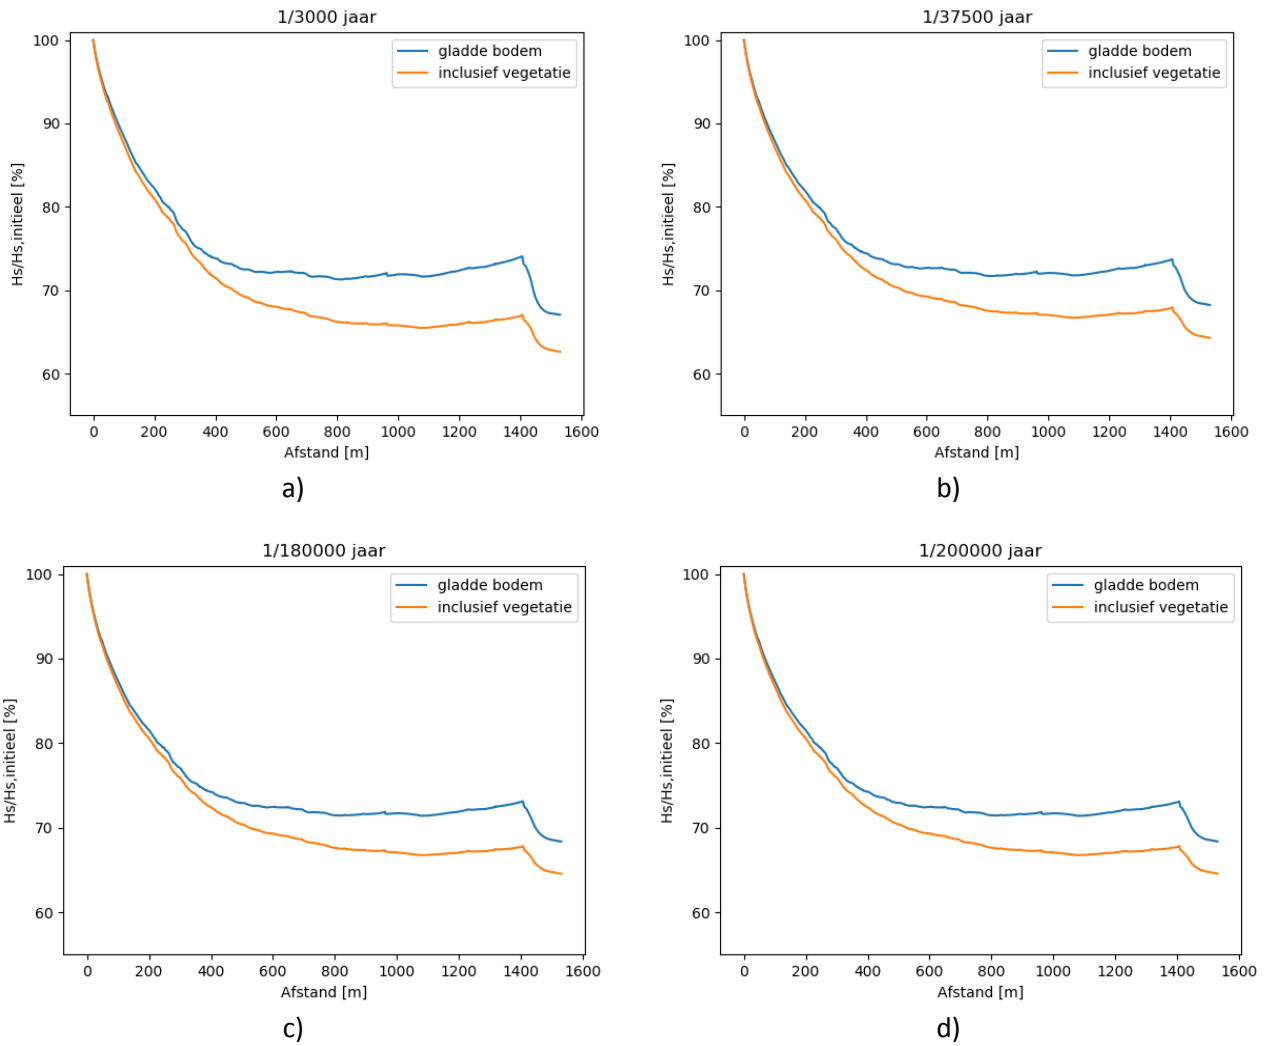 1/3000 jaar
gladde bodem
inclusief vegetatie
100
90
80
70
60
Hs/Hs,initieel [%]
0 200 400 600 800 1000 1200 1400 1600
Afstand [m]
a)
1/37500 jaar
gladde bodem
inclusief vegetatie
100
90
80
70
60
Hs/Hs,initieel [%]
0 200 400 600 800 1000 1200 1400 1600
Afstand [m]
b)
1/180000 jaar
gladde bodem
inclusief vegetatie
100
90
80
70
60
Hs/Hs,initieel [%]
0 200 400 600 800 1000 1200 1400 1600
Afstand [m]
c)
1/200000 jaar
gladde bodem
inclusief vegetatie
100
90
80
70
60
Hs/Hs,initieel [%]
0 200 400 600 800 1000 1200 1400 1600
Afstand [m]
d)